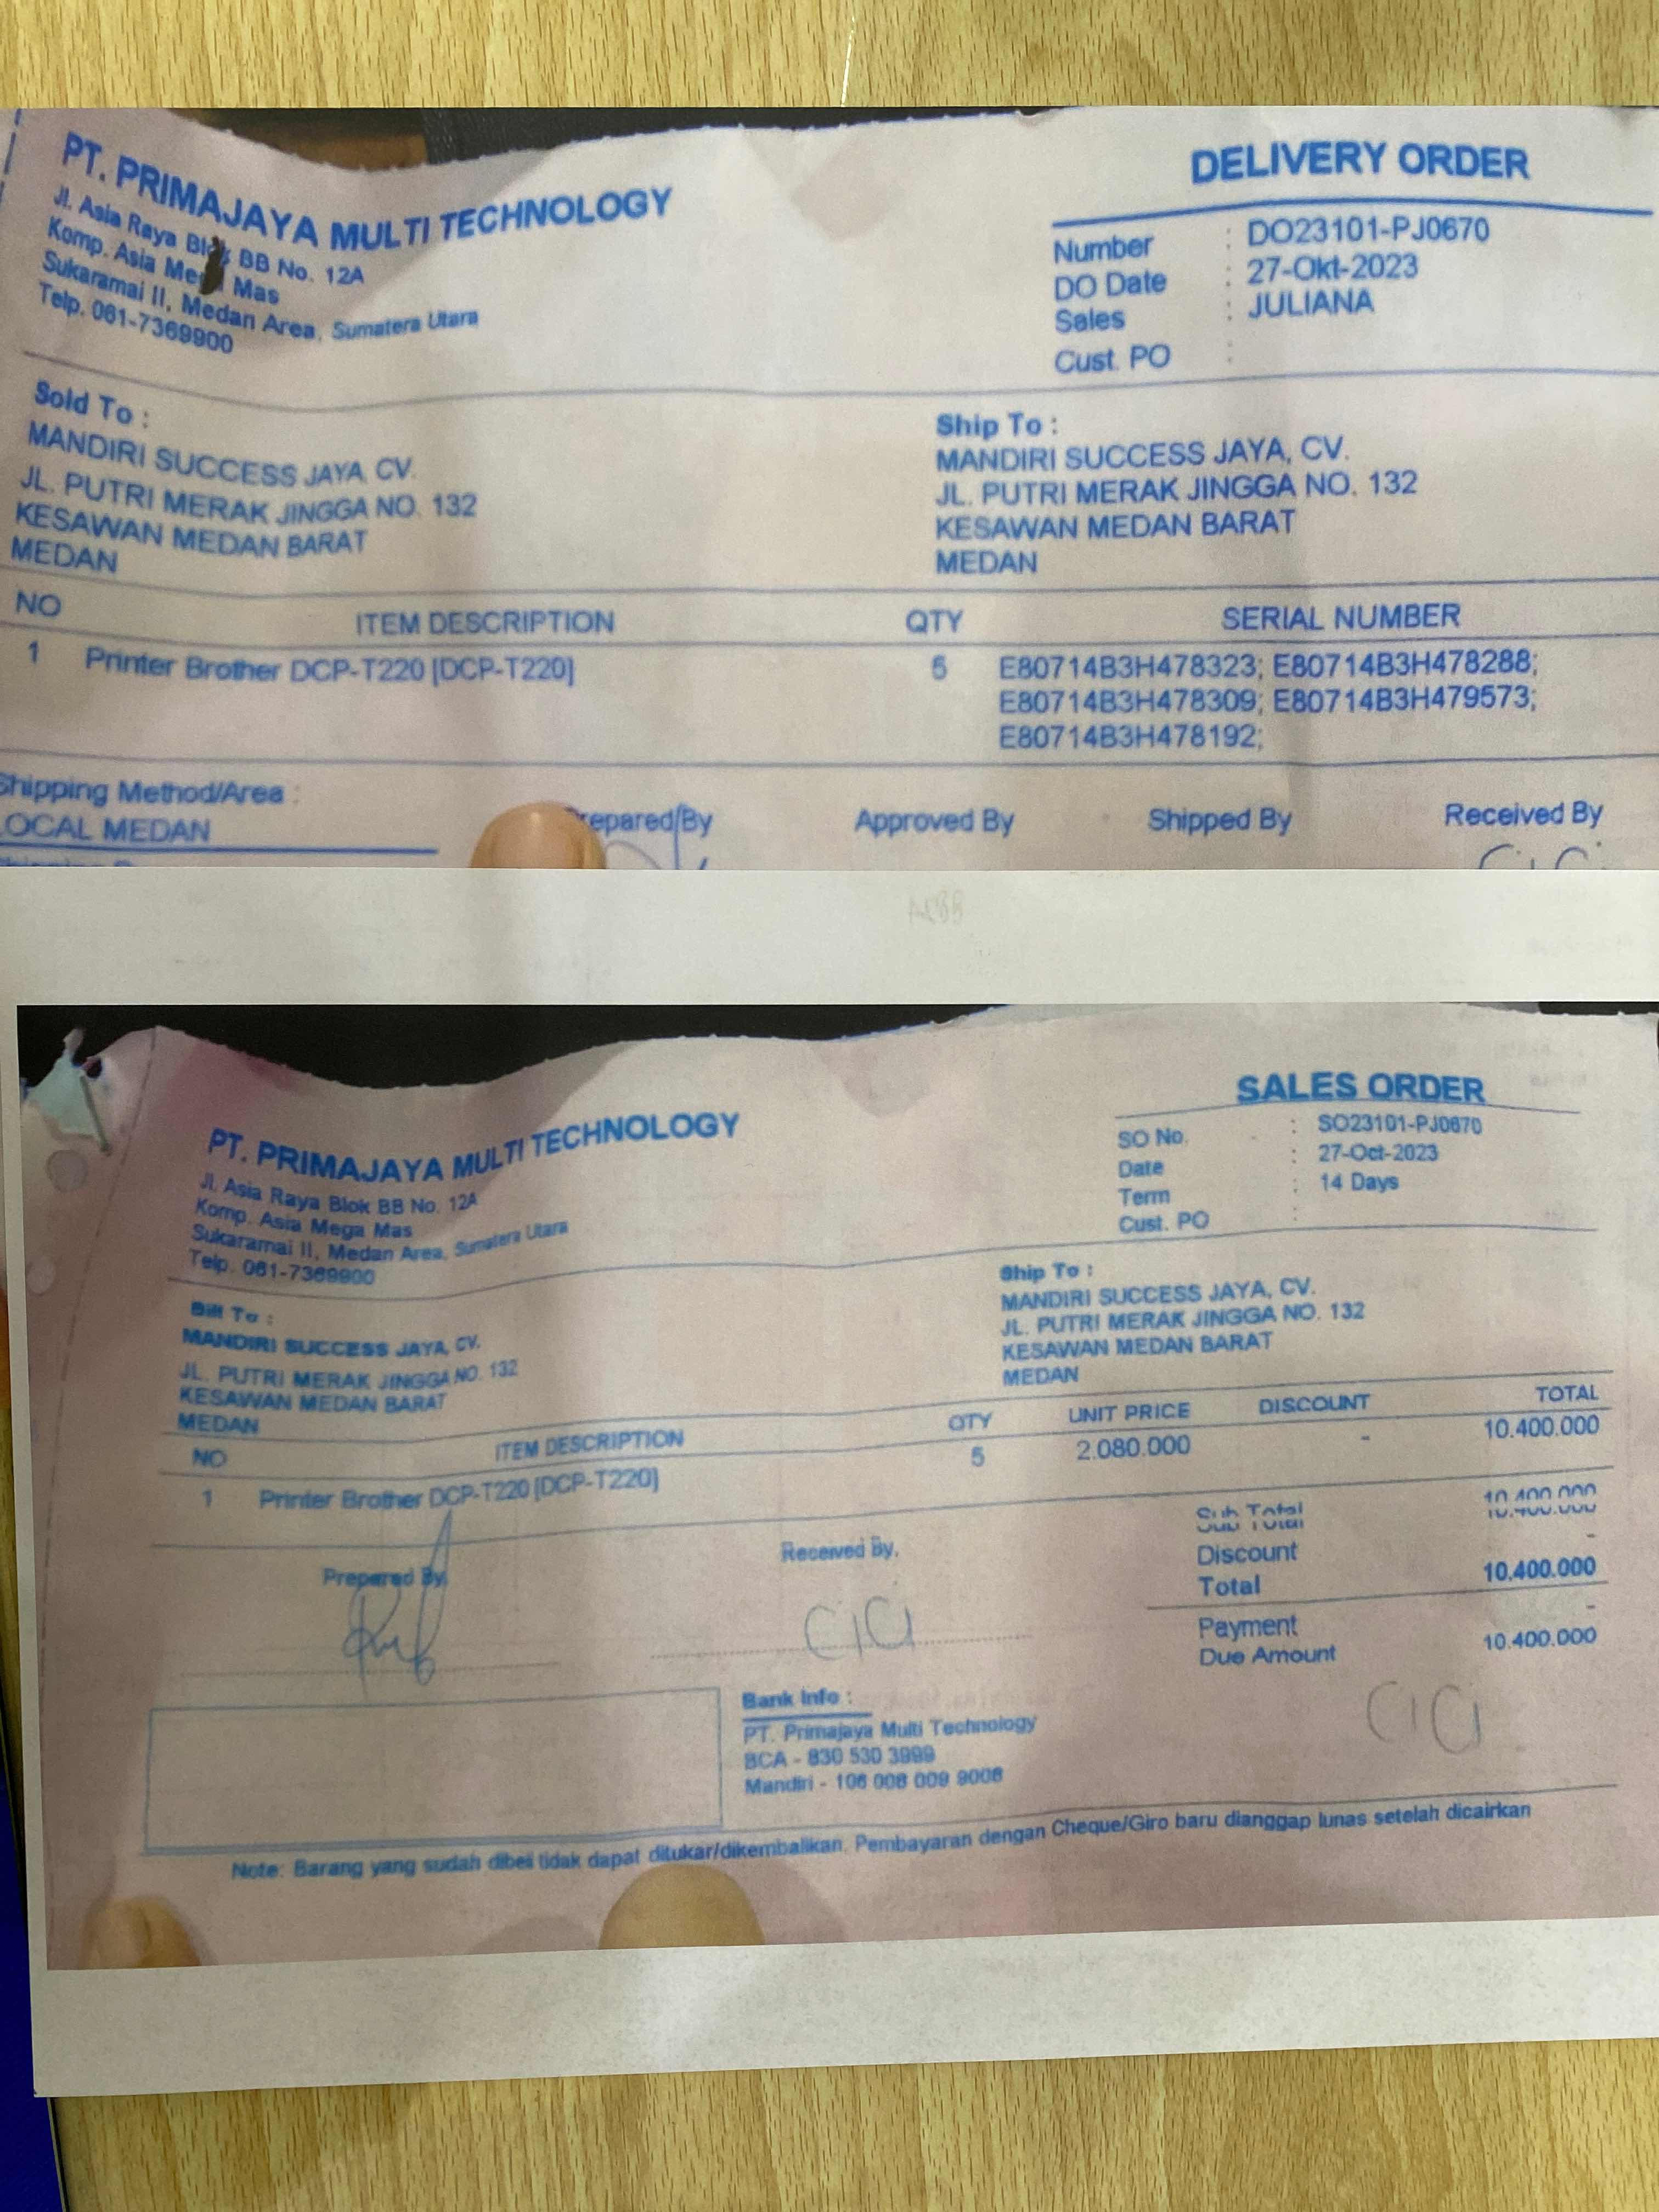 PT. PRIMAJAYA MULTI TECHNOLOGY
Jl. Asia Raya Blok BB No. 12A
Komp. Asia Mega Mas
Sukaramai II, Medan Area, Sumatera Utara
Telp. 061-7369900
DELIVERY ORDER
Number : DO23101-PJ0670
DO Date : 27-Okt-2023
Sales : JULIANA
Cust. PO :
Sold To :
MANDIRI SUCCESS JAYA, CV.
JL. PUTRI MERAK JINGGA NO. 132
KESAWAN MEDAN BARAT
MEDAN
Ship To :
MANDIRI SUCCESS JAYA, CV.
JL. PUTRI MERAK JINGGA NO. 132
KESAWAN MEDAN BARAT
MEDAN
NO ITEM DESCRIPTION QTY SERIAL NUMBER
1 Printer Brother DCP-T220 [DCP-T220] 5 E80714B3H478323; E80714B3H478288;
E80714B3H478309; E80714B3H479573;
E80714B3H478192;
Shipping Method/Area :
LOCAL MEDAN
Prepared By Approved By Shipped By Received By
PT. PRIMAJAYA MULTI TECHNOLOGY
Jl. Asia Raya Blok BB No. 12A
Komp. Asia Mega Mas
Sukaramai II, Medan Area, Sumatera Utara
Telp. 061-7369900
SALES ORDER
SO No. : SO23101-PJ0670
Date : 27-Oct-2023
Term : 14 Days
Cust. PO :
Bill To :
MANDIRI SUCCESS JAYA, CV.
JL. PUTRI MERAK JINGGA NO. 132
KESAWAN MEDAN BARAT
MEDAN
Ship To :
MANDIRI SUCCESS JAYA, CV.
JL. PUTRI MERAK JINGGA NO. 132
KESAWAN MEDAN BARAT
MEDAN
NO ITEM DESCRIPTION QTY UNIT PRICE DISCOUNT TOTAL
1 Printer Brother DCP-T220 [DCP-T220] 5 2.080.000 - 10.400.000
Sub Total 10.400.000
Discount -
Total 10.400.000
Payment -
Due Amount 10.400.000
Prepared By, Received By,
CiCi
CiCi
Bank Info :
PT. Primajaya Multi Technology
BCA - 830 530 3999
Mandiri - 106 008 009 9008
Note: Barang yang sudah dibeli tidak dapat ditukar/dikembalikan. Pembayaran dengan Cheque/Giro baru dianggap lunas setelah dicairkan